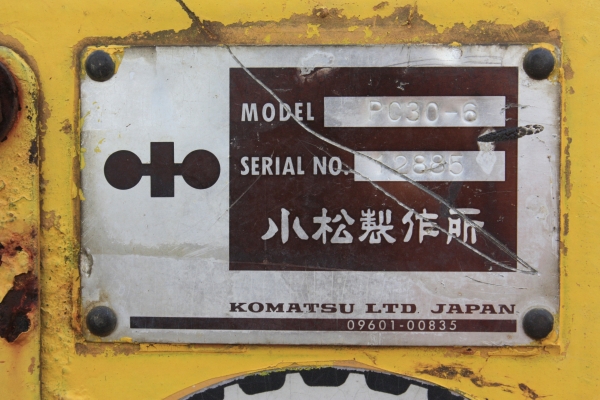 MODEL PC30-6
SERIAL NO. 12885
小松製作所
KOMATSU LTD. JAPAN
09601-00835